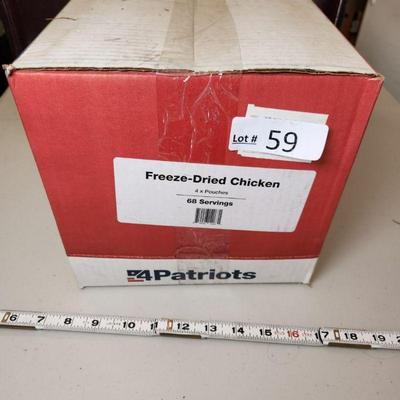 Lot # 59
Freeze-Dried Chicken
4 x Pouches
68 Servings
4Patriots
6 7 8 9 10 11 12 13 14 15 16 17 18 19 2